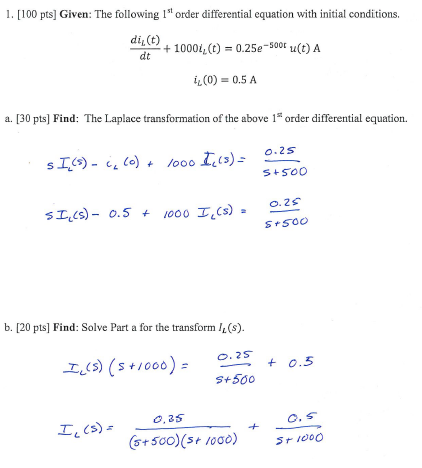 1. [100 pts] Given: The following 1st order differential equation with initial conditions.
di_L(t)/dt + 1000i_L(t) = 0.25e^{-500t} u(t) A
i_L(0) = 0.5 A
a. [30 pts] Find: The Laplace transformation of the above 1st order differential equation.
s I_L(s) - i_L(0) + 1000 I_L(s) = 0.25/(s+500)
s I_L(s) - 0.5 + 1000 I_L(s) = 0.25/(s+500)
b. [20 pts] Find: Solve Part a for the transform I_L(s).
I_L(s) (s+1000) = 0.25/(s+500) + 0.5
I_L(s) = 0.25/((s+500)(s+1000)) + 0.5/(s+1000)